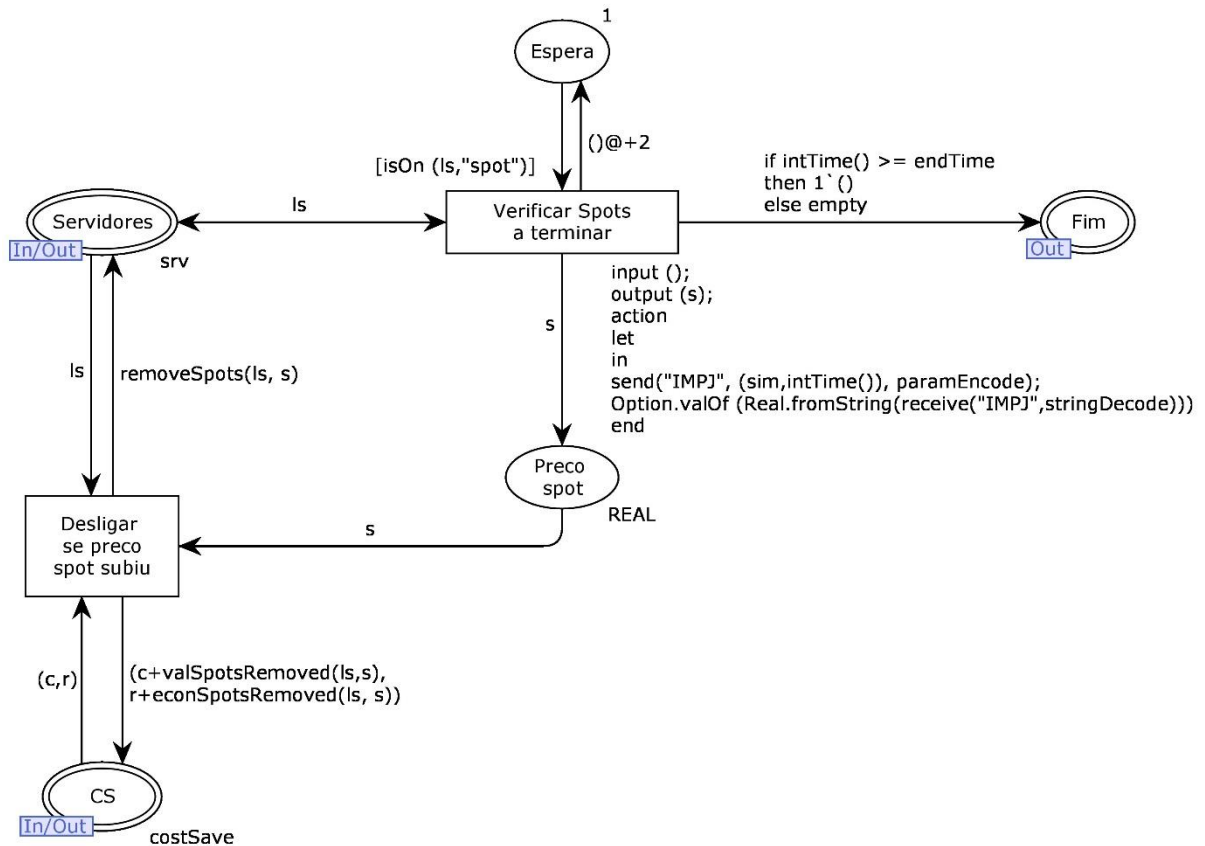 1
Espera
()@+2
[isOn (ls,"spot")]
if intTime() >= endTime
then 1`()
else empty
Servidores
In/Out
srv
ls
Verificar Spots
a terminar
Fim
Out
input ();
output (s);
action
let
in
send("IMPJ", (sim,intTime()), paramEncode);
Option.valOf (Real.fromString(receive("IMPJ",stringDecode)))
end
s
ls
removeSpots(ls, s)
Preco
spot
REAL
Desligar
se preco
spot subiu
s
(c,r)
(c+valSpotsRemoved(ls,s),
r+econSpotsRemoved(ls, s))
CS
In/Out
costSave